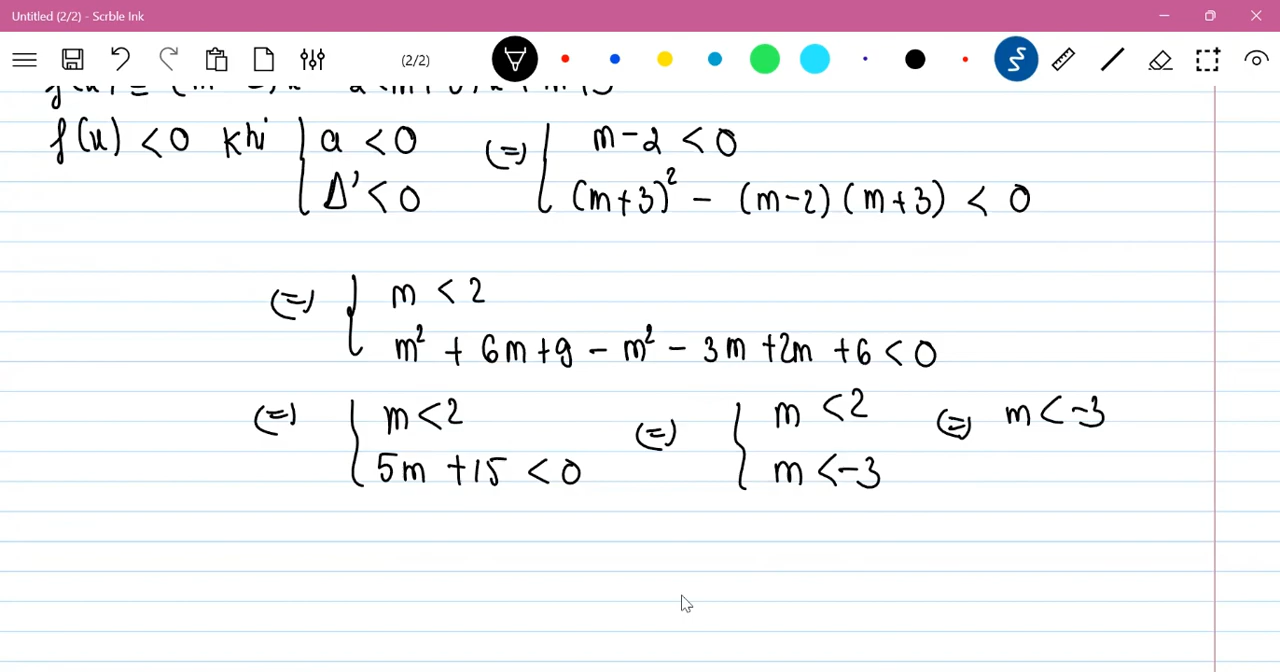 Untitled (2/2) - Scrble Ink
(2/2)
f(x) < 0 khi { a < 0 (=) { m-2 < 0
Δ' < 0 (m+3)² - (m-2)(m+3) < 0
(=) { m < 2
m² + 6m + 9 - m² - 3m + 2m + 6 < 0
(=) { m < 2 (=) { m < 2 (=) m < -3
5m + 15 < 0 m < -3